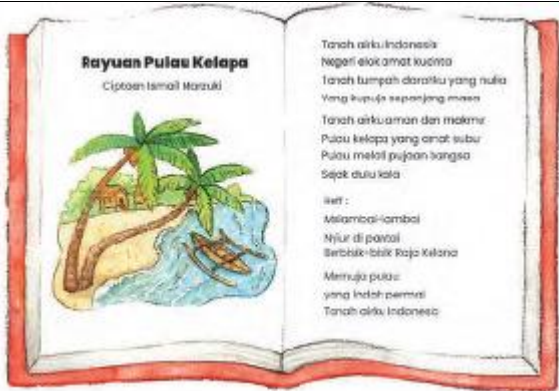 Rayuan Pulau Kelapa
Ciptaan Ismail Marzuki
Tanah airku Indonesia
Negeri elok amat kucinta
Tanah tumpah darahku yang mulia
Yang kupuja sepanjang masa
Tanah airku aman dan makmur
Pulau kelapa yang amat subur
Pulau melati pujaan bangsa
Sejak dulu kala
Reff :
Melambai-lambai
Nyiur di pantai
Berbisik-bisik Raja Kelana
Memuja pulau
yang indah permai
Tanah airku Indonesia